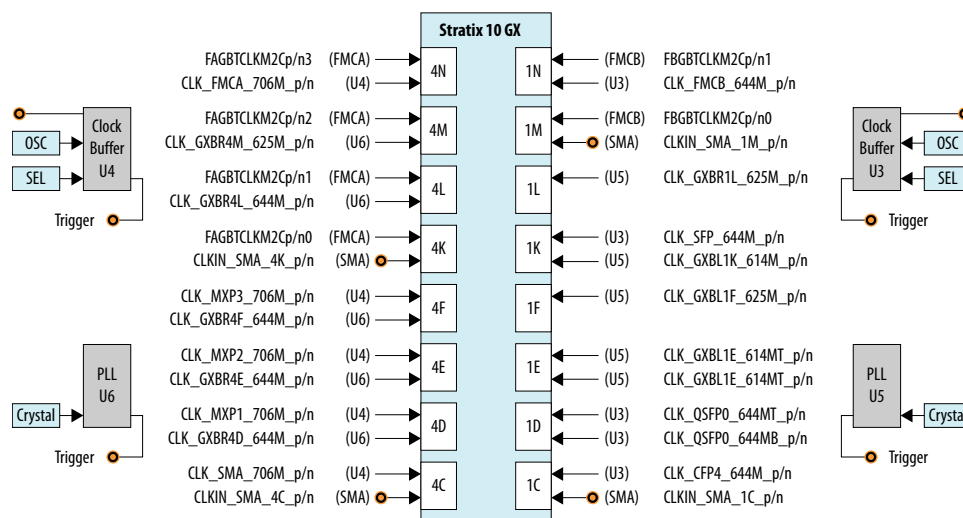 Stratix 10 GX
FAGBTCLKM2Cp/n3 (FMCA)
CLK_FMCA_706M_p/n (U4)
4N
1N
(FMCB) FBGBTCLKM2Cp/n1
(U3) CLK_FMCB_644M_p/n
FAGBTCLKM2Cp/n2 (FMCA)
CLK_GXBR4M_625M_p/n (U6)
4M
1M
(FMCB) FBGBTCLKM2Cp/n0
(SMA) CLKIN_SMA_1M_p/n
Clock
Buffer
U4
OSC
SEL
Trigger
Clock
Buffer
U3
OSC
SEL
Trigger
FAGBTCLKM2Cp/n1 (FMCA)
CLK_GXBR4L_644M_p/n (U6)
4L
1L
(U5) CLK_GXBR1L_625M_p/n
FAGBTCLKM2Cp/n0 (FMCA)
CLKIN_SMA_4K_p/n (SMA)
4K
1K
(U3) CLK_SFP_644M_p/n
(U5) CLK_GXBL1K_614M_p/n
CLK_MXP3_706M_p/n (U4)
CLK_GXBR4F_644M_p/n (U6)
4F
1F
(U5) CLK_GXBL1F_625M_p/n
CLK_MXP2_706M_p/n (U4)
CLK_GXBR4E_644M_p/n (U6)
4E
1E
(U5) CLK_GXBL1E_614MT_p/n
(U5) CLK_GXBL1E_614MT_p/n
PLL
U6
Crystal
Trigger
PLL
U5
Crysta
Trigger
CLK_MXP1_706M_p/n (U4)
CLK_GXBR4D_644M_p/n (U6)
4D
1D
(U3) CLK_QSFP0_644MT_p/n
(U3) CLK_QSFP0_644MB_p/n
CLK_SMA_706M_p/n (U4)
CLKIN_SMA_4C_p/n (SMA)
4C
1C
(U3) CLK_CFP4_644M_p/n
(SMA) CLKIN_SMA_1C_p/n